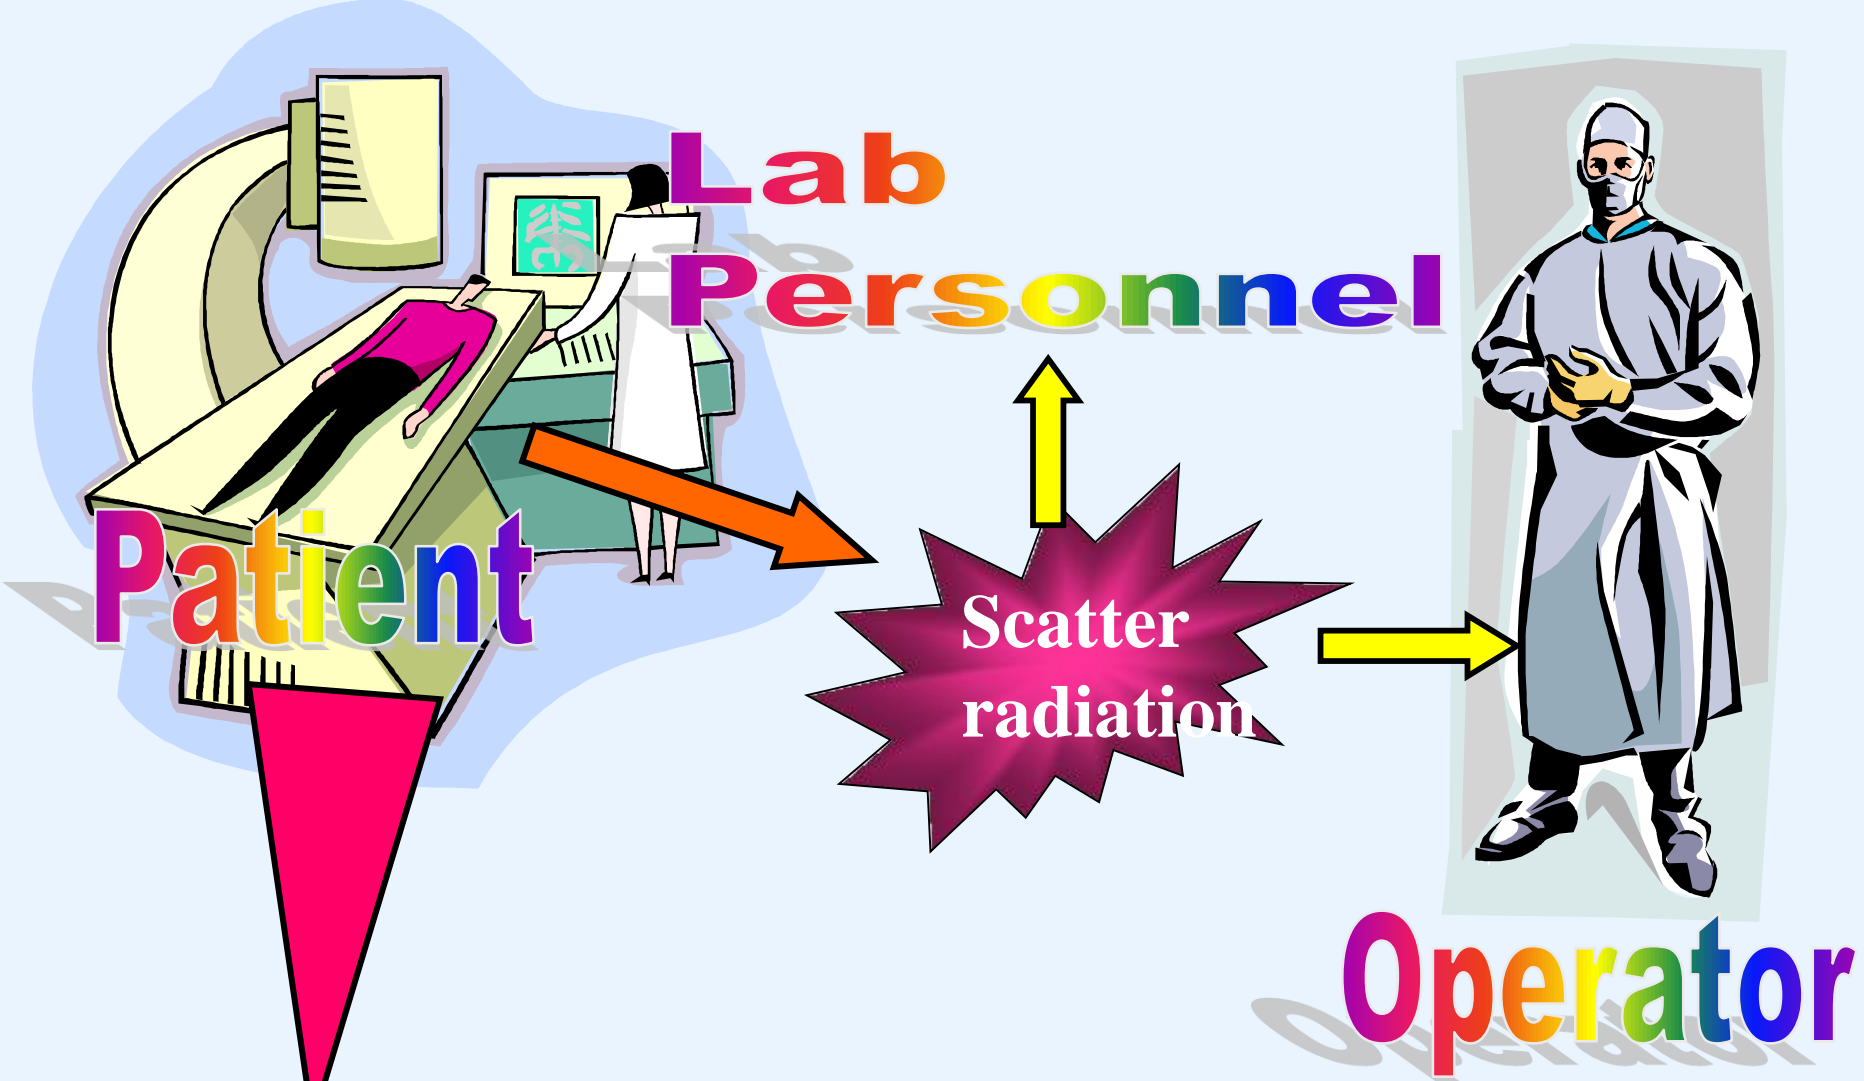 Lab
Personnel
Patient
Scatter
radiation
Operator